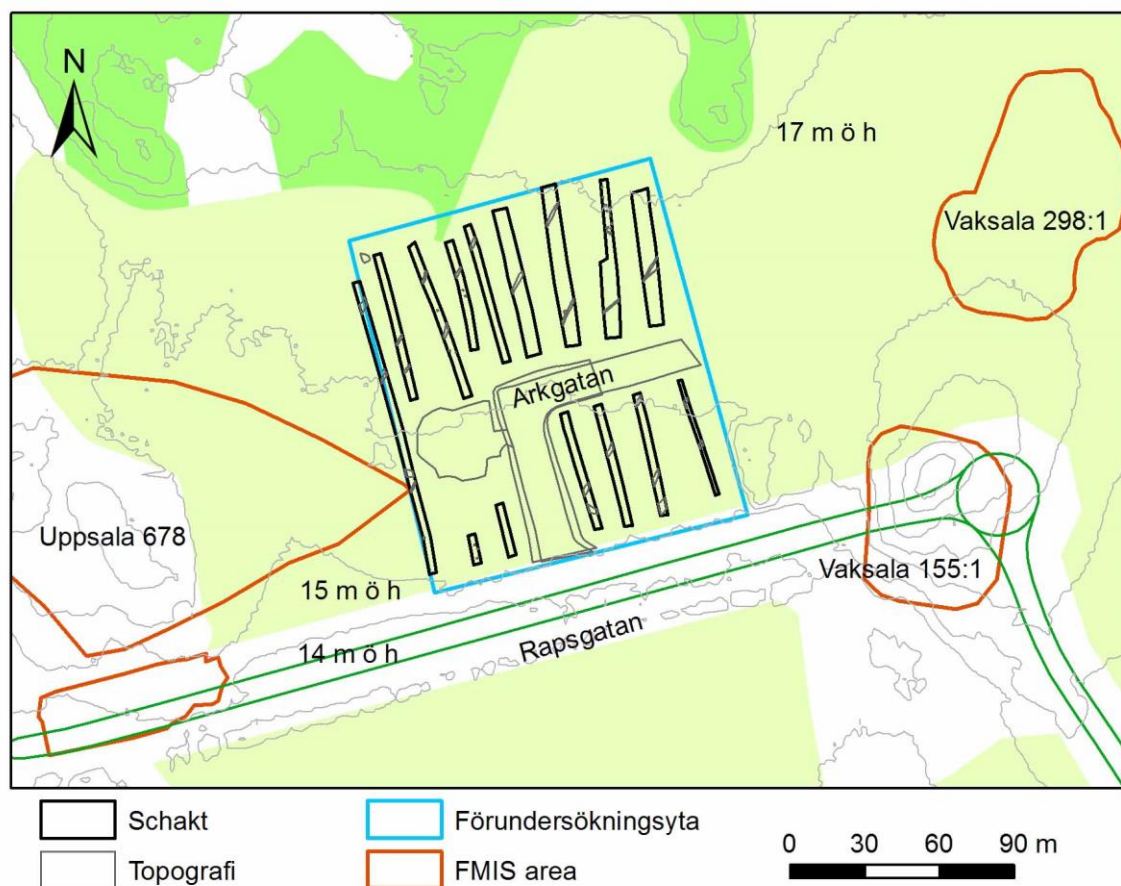 N
17 m ö h
Vaksala 298:1
Arkgatan
Uppsala 678
Vaksala 155:1
15 m ö h
Rapsgatan
14 m ö h
Schakt
Förundersökningsyta
Topografi
FMIS area
0 30 60 90 m